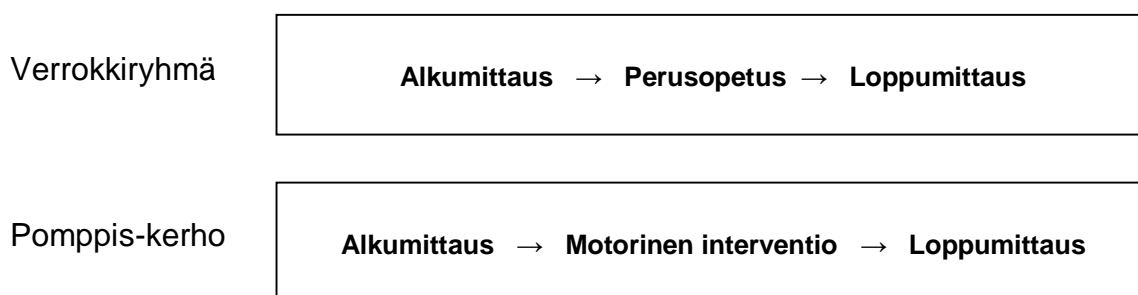 Verrokkiryhmä
Alkumittaus → Perusopetus → Loppumittaus
Pomppis-kerho
Alkumittaus → Motorinen interventio → Loppumittaus